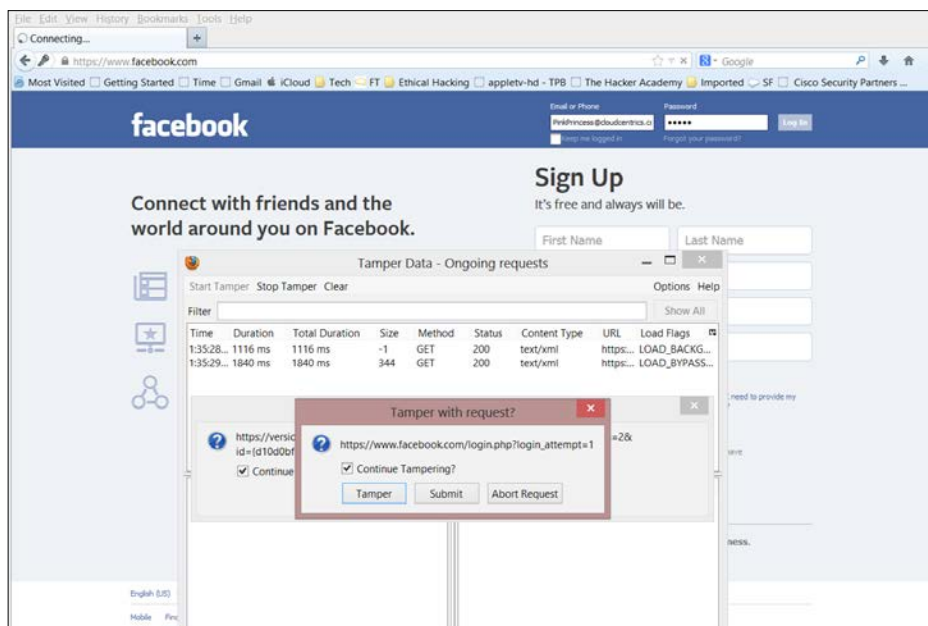 File Edit View History Bookmarks Tools Help
Connecting...
https://www.facebook.com
Google
Most Visited Getting Started Time Gmail iCloud Tech FT Ethical Hacking appletv-hd - TPB The Hacker Academy Imported SF Cisco Security Partners ...
facebook
Email or Phone Password
PinkPrincess@cloudcentrics.c ••••• Log In
Keep me logged in Forgot your password?
Connect with friends and the
world around you on Facebook.
Sign Up
It's free and always will be.
First Name Last Name
Tamper Data - Ongoing requests
Start Tamper Stop Tamper Clear Options Help
Filter Show All
Time Duration Total Duration Size Method Status Content Type URL Load Flags
1:35:28... 1116 ms 1116 ms -1 GET 200 text/xml https:... LOAD_BACKG...
1:35:29... 1840 ms 1840 ms 344 GET 200 text/xml https:... LOAD_BYPASS...
need to provide my
Tamper with request?
https://versio =2&
id={d10d0bf
Continue
https://www.facebook.com/login.php?login_attempt=1
Continue Tampering?
Tamper Submit Abort Request
ness.
English (US)
Mobile